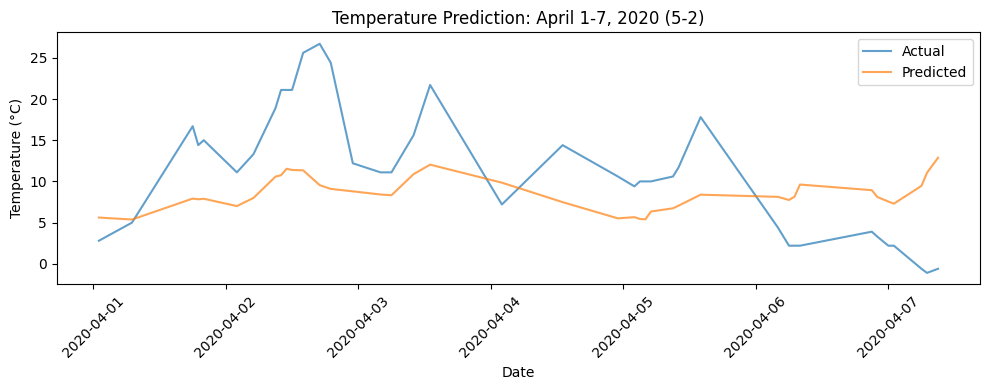 Temperature Prediction: April 1-7, 2020 (5-2)
Temperature (°C)
25
20
15
10
5
0
Actual
Predicted
2020-04-01
2020-04-02
2020-04-03
2020-04-04
2020-04-05
2020-04-06
2020-04-07
Date